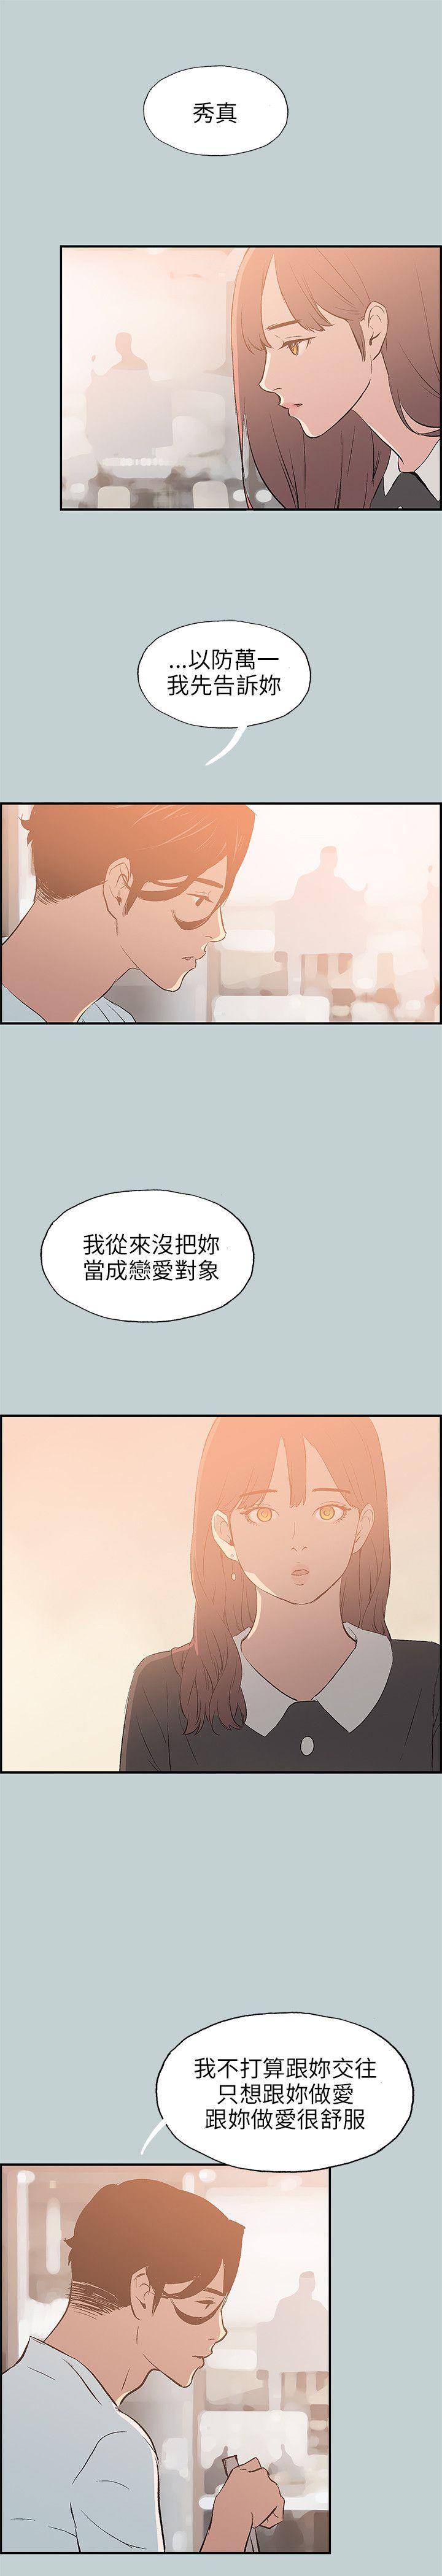 秀真
...以防萬一
我先告訴妳
我從來沒把妳
當成戀愛對象
我不打算跟妳交往
只想跟妳做愛
跟妳做愛很舒服